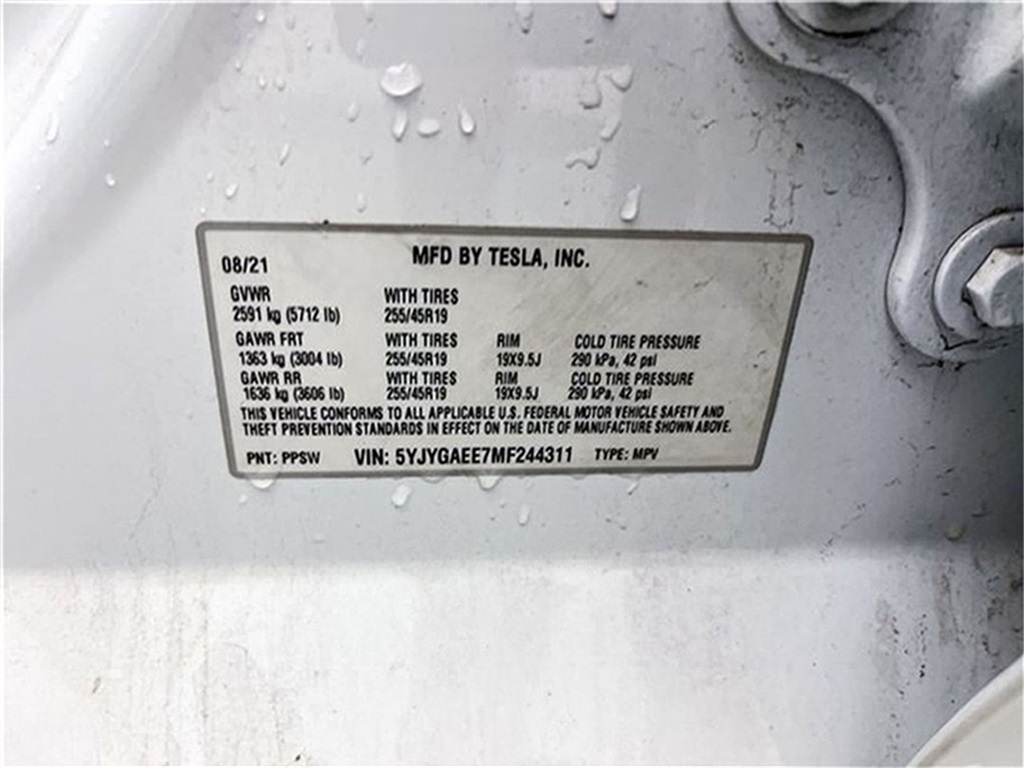 08/21 MFD BY TESLA, INC.
GVWR WITH TIRES
2591 kg (5712 lb) 255/45R19
GAWR FRT WITH TIRES RIM COLD TIRE PRESSURE
1363 kg (3004 lb) 255/45R19 19X9.5J 290 kPa, 42 psi
GAWR RR WITH TIRES RIM COLD TIRE PRESSURE
1636 kg (3606 lb) 255/45R19 19X9.5J 290 kPa, 42 psi
THIS VEHICLE CONFORMS TO ALL APPLICABLE U.S. FEDERAL MOTOR VEHICLE SAFETY AND
THEFT PREVENTION STANDARDS IN EFFECT ON THE DATE OF MANUFACTURE SHOWN ABOVE.
PNT: PPSW VIN: 5YJYGAEE7MF244311 TYPE: MPV